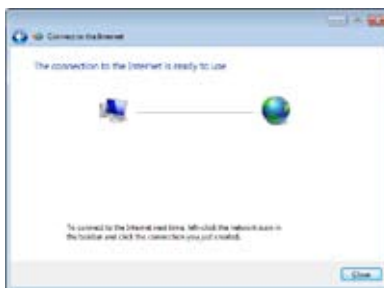 Connect to the Internet
The connection to the Internet is ready to use
To connect to the Internet next time, left-click the network icon in
the taskbar and click the connection you just created.
Close